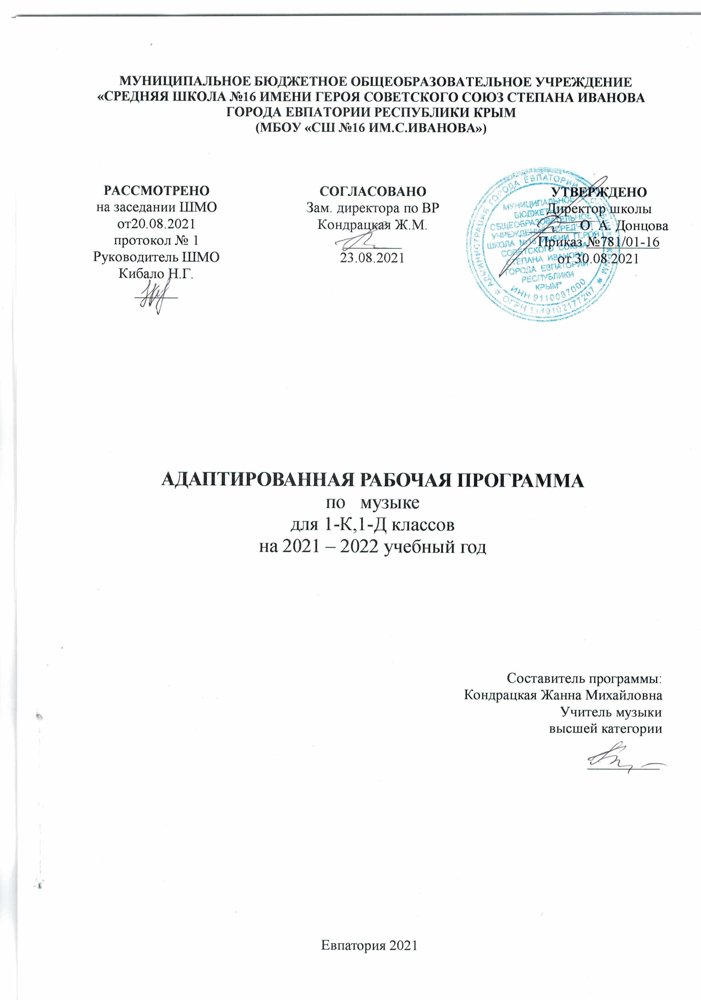 МУНИЦИПАЛЬНОЕ БЮДЖЕТНОЕ ОБЩЕОБРАЗОВАТЕЛЬНОЕ УЧРЕЖДЕНИЕ
«СРЕДНЯЯ ШКОЛА №16 ИМЕНИ ГЕРОЯ СОВЕТСКОГО СОЮЗ СТЕПАНА ИВАНОВА
ГОРОДА ЕВПАТОРИИ РЕСПУБЛИКИ КРЫМ
(МБОУ «СШ №16 ИМ.С.ИВАНОВА»)
РАССМОТРЕНО
на заседании ШМО
от20.08.2021
протокол № 1
Руководитель ШМО
Кибало Н.Г.
СОГЛАСОВАНО
Зам. директора по ВР
Кондрацкая Ж.М.
23.08.2021
УТВЕРЖДЕНО
Директор школы
О. А. Донцова
Приказ №781/01-16
от 30.08.2021
МУНИЦИПАЛЬНОЕ
БЮДЖЕТНОЕ
ОБЩЕОБРАЗОВАТЕЛЬНОЕ
УЧРЕЖДЕНИЕ "СРЕДНЯЯ
ШКОЛА №16 ИМЕНИ ГЕРОЯ
СОВЕТСКОГО СОЮЗА
СТЕПАНА ИВАНОВА
ГОРОДА ЕВПАТОРИИ
РЕСПУБЛИКИ
КРЫМ"
ИНН 9110087000
ОГРН 1149102177267
АДМИНИСТРАЦИЯ ГОРОДА ЕВПАТОРИИ РЕСПУБЛИКИ КРЫМ
АДАПТИРОВАННАЯ РАБОЧАЯ ПРОГРАММА
по музыке
для 1-К,1-Д классов
на 2021 – 2022 учебный год
Составитель программы:
Кондрацкая Жанна Михайловна
Учитель музыки
высшей категории
Евпатория 2021